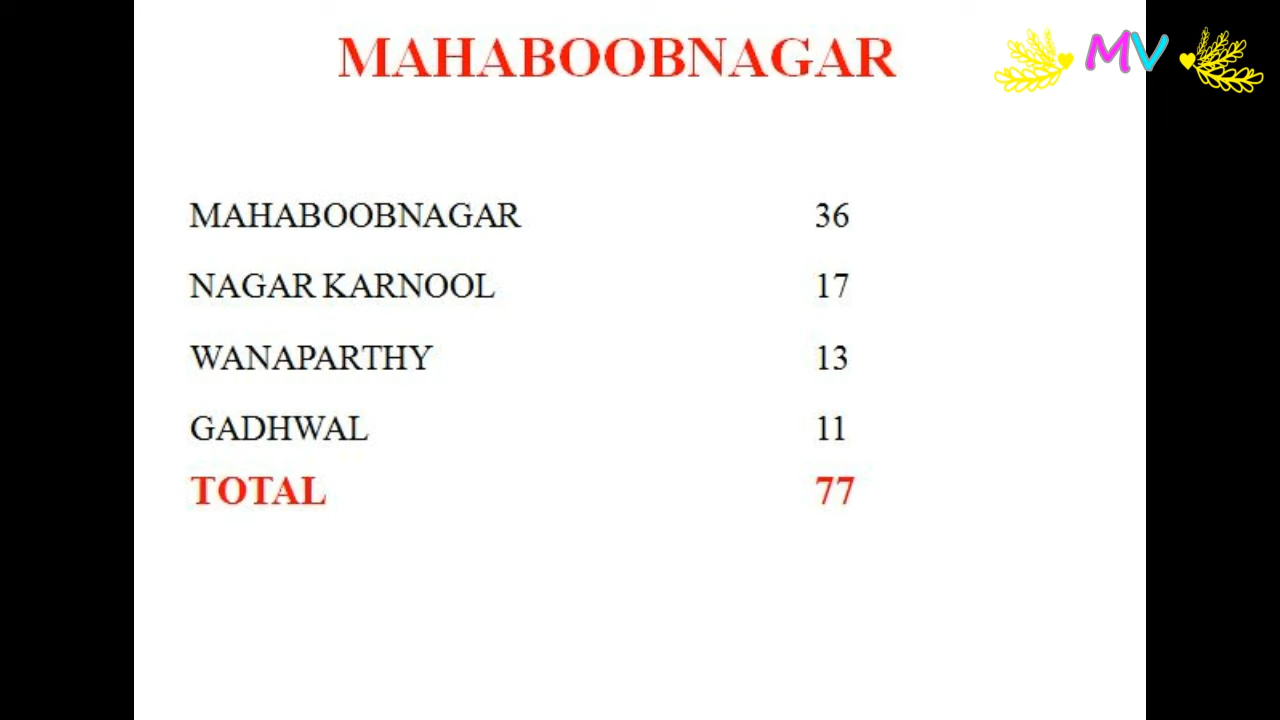 MAHABOOBNAGAR
MV
MAHABOOBNAGAR 36
NAGAR KARNOOL 17
WANAPARTHY 13
GADHWAL 11
TOTAL 77